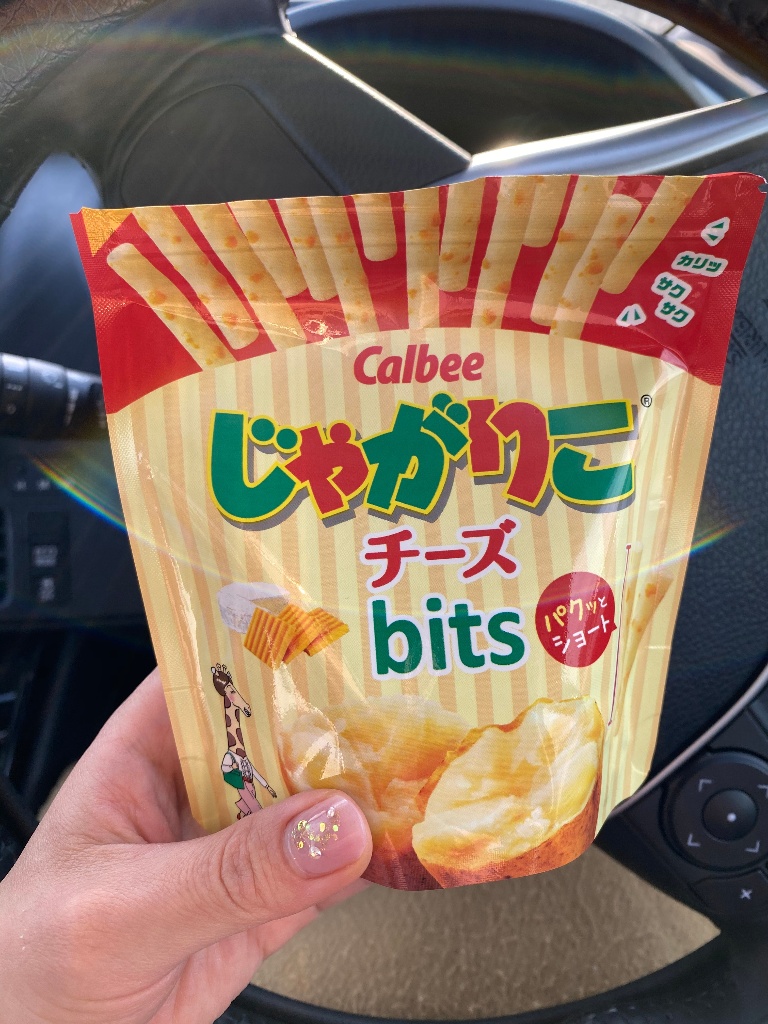 カリッ
サク
サク
Calbee
じゃがりこ®
チーズ
bits
パクッと
ショート